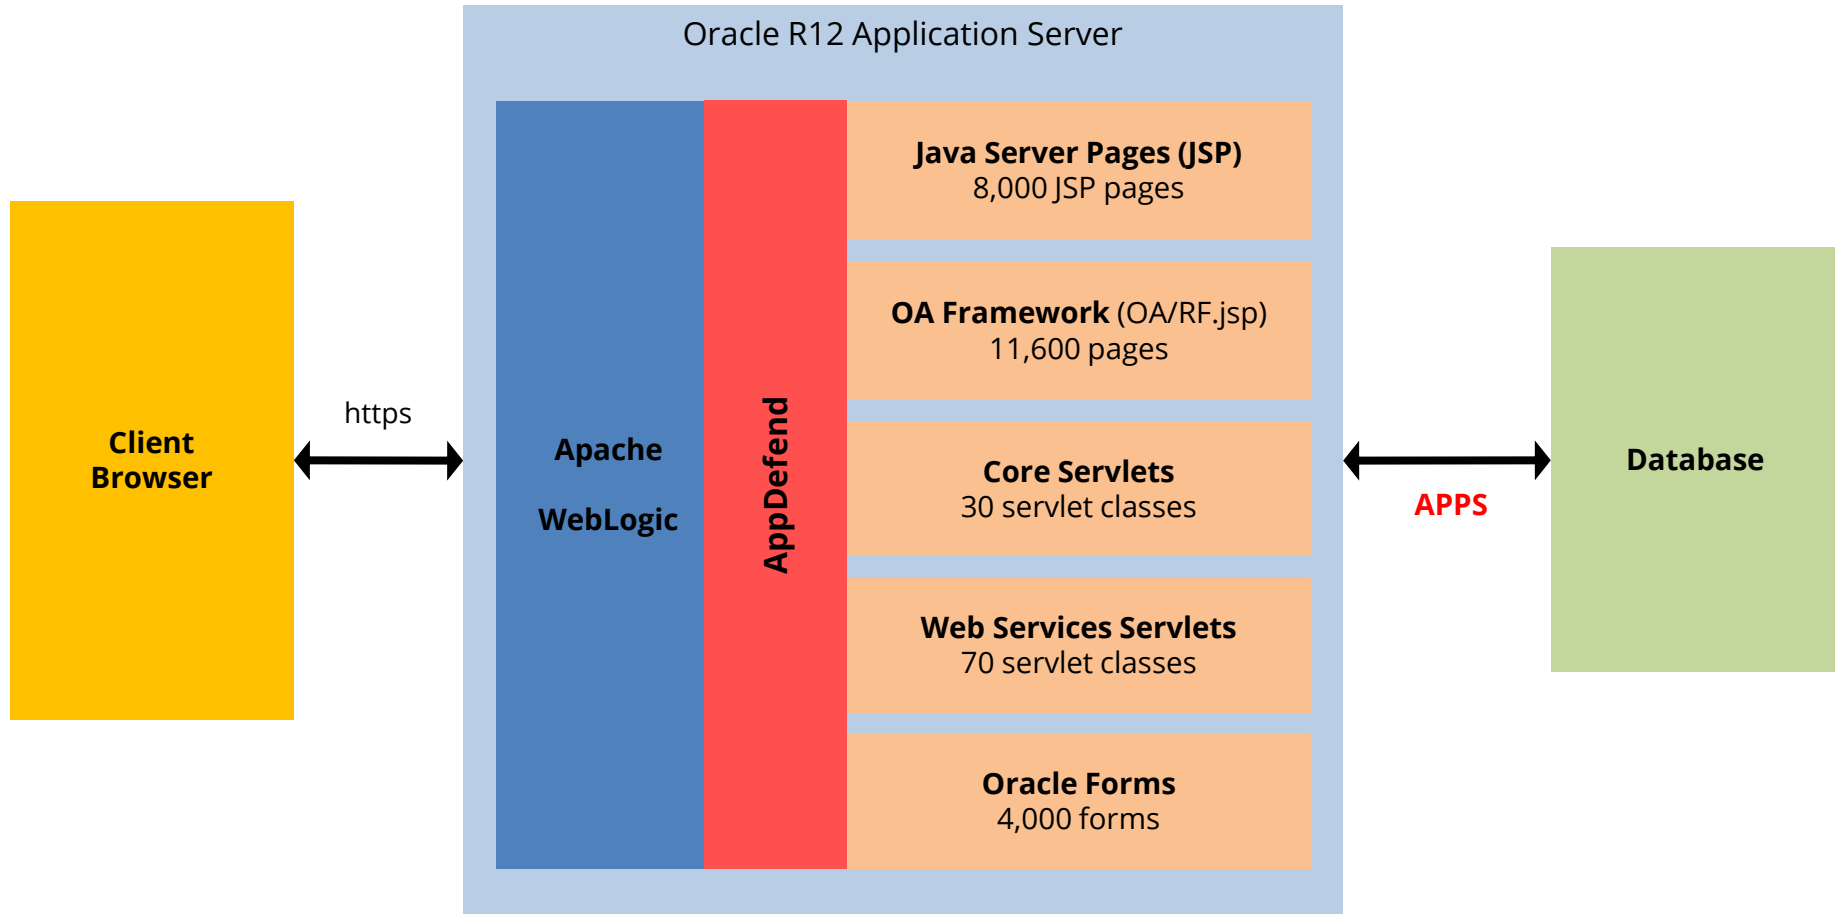 Oracle R12 Application Server
Client
Browser
https
Apache
WebLogic
AppDefend
Java Server Pages (JSP)
8,000 JSP pages
OA Framework (OA/RF.jsp)
11,600 pages
Core Servlets
30 servlet classes
Web Services Servlets
70 servlet classes
Oracle Forms
4,000 forms
APPS
Database